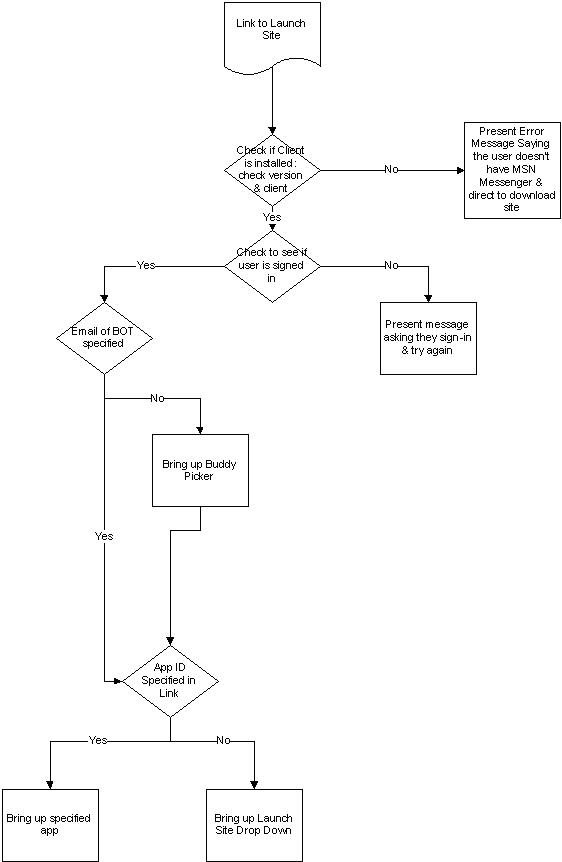 Link to Launch
Site
Check if Client
is installed :
check version
& client
No
Present Error
Message Saying
the user doesn't
have MSN
Messenger &
direct to download
site
Yes
Check to see if
user is signed
in
Yes
No
Email of BOT
specified
Present message
asking they sign-in
& try again
No
Bring up Buddy
Picker
Yes
App ID
Specified in
Link
Yes
No
Bring up specified
app
Bring up Launch
Site Drop Down